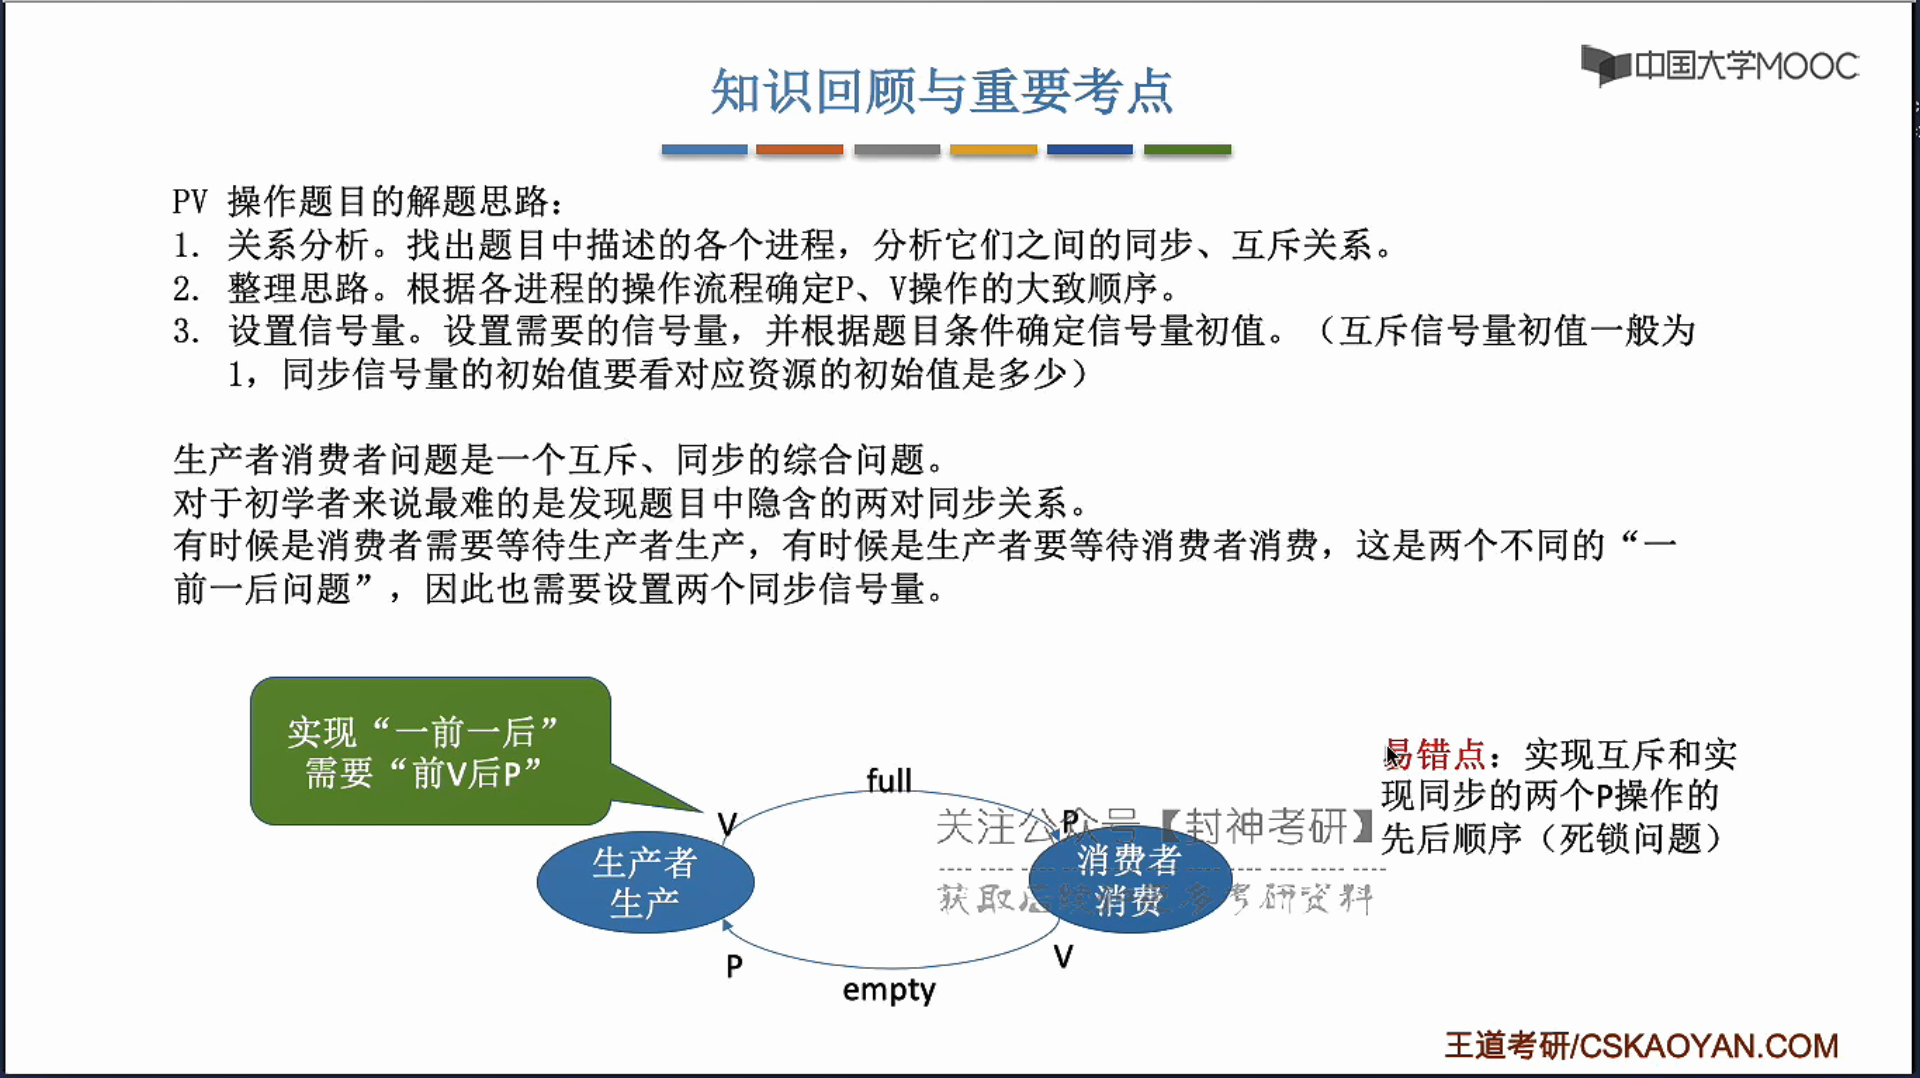 中国大学MOOC
知识回顾与重要考点
PV 操作题目的解题思路：
1. 关系分析。找出题目中描述的各个进程，分析它们之间的同步、互斥关系。
2. 整理思路。根据各进程的操作流程确定P、V操作的大致顺序。
3. 设置信号量。设置需要的信号量，并根据题目条件确定信号量初值。（互斥信号量初值一般为
1，同步信号量的初始值要看对应资源的初始值是多少）
生产者消费者问题是一个互斥、同步的综合问题。
对于初学者来说最难的是发现题目中隐含的两对同步关系。
有时候是消费者需要等待生产者生产，有时候是生产者要等待消费者消费，这是两个不同的“一
前一后问题”，因此也需要设置两个同步信号量。
实现“一前一后”
需要“前V后P”
full
V
P
生产者
生产
消费者
消费
P
V
empty
易错点：实现互斥和实
现同步的两个P操作的
先后顺序（死锁问题）
关注公众号【封神考研】
获取后续
考研资料
王道考研/CSKAOYAN.COM